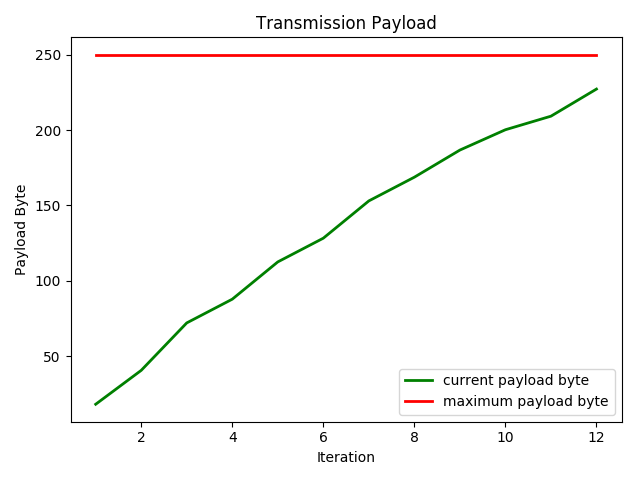 Transmission Payload
Payload Byte
250
200
150
100
50
current payload byte
maximum payload byte
2 4 6 8 10 12
Iteration